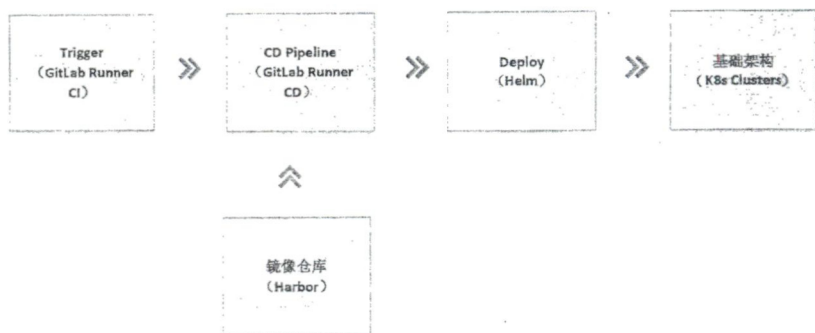 Trigger
（GitLab Runner
CI）
CD Pipeline
（GitLab Runner
CD）
Deploy
（Helm）
基础架构
（K8s Clusters）
镜像仓库
（Harbor）